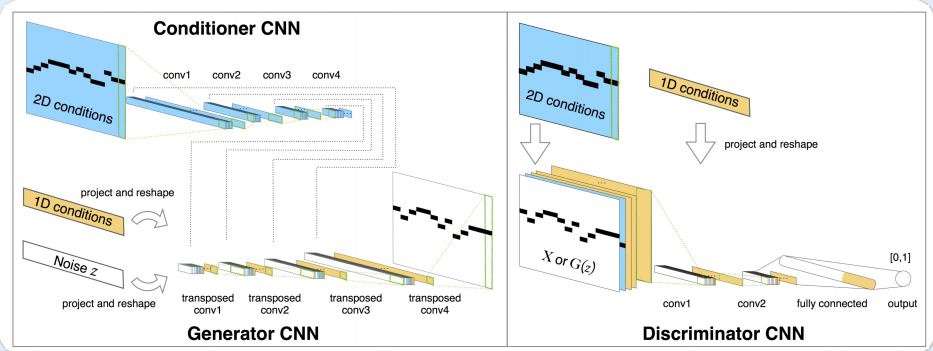 Conditioner CNN
conv1 conv2 conv3 conv4
2D conditions
project and reshape
1D conditions
Noise z
project and reshape
transposed conv1
transposed conv2
transposed conv3
transposed conv4
Generator CNN
2D conditions
1D conditions
project and reshape
X or G(z)
[0,1]
conv1
conv2
fully connected
output
Discriminator CNN